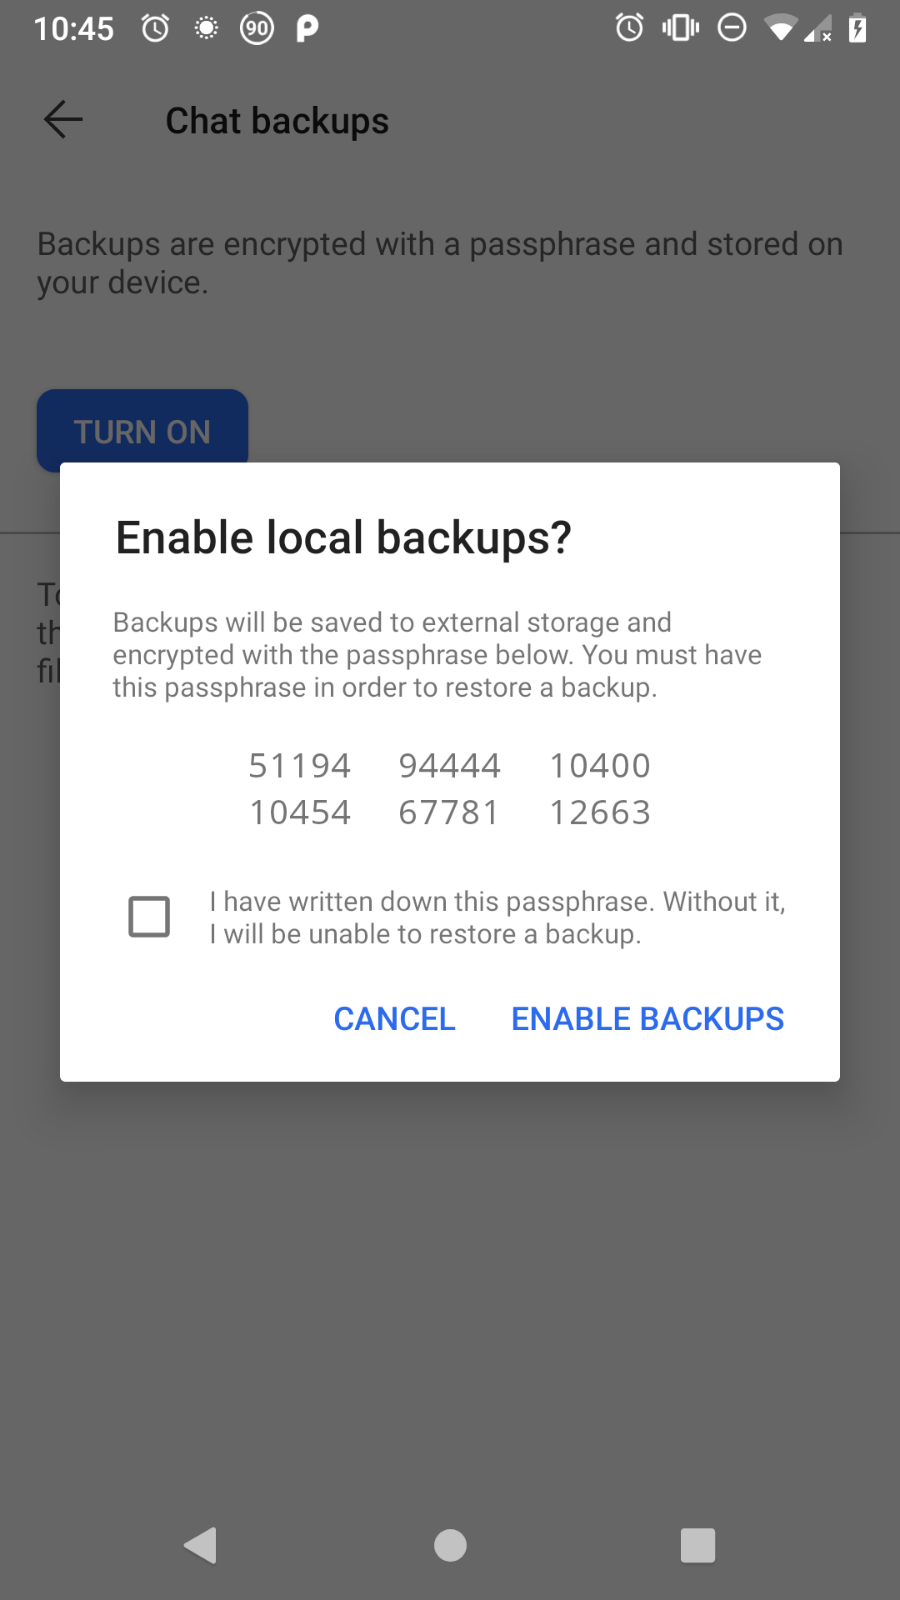 10:45 90
Chat backups
Backups are encrypted with a passphrase and stored on
your device.
TURN ON
Enable local backups?
Backups will be saved to external storage and
encrypted with the passphrase below. You must have
this passphrase in order to restore a backup.
51194 94444 10400
10454 67781 12663
I have written down this passphrase. Without it,
I will be unable to restore a backup.
CANCEL ENABLE BACKUPS